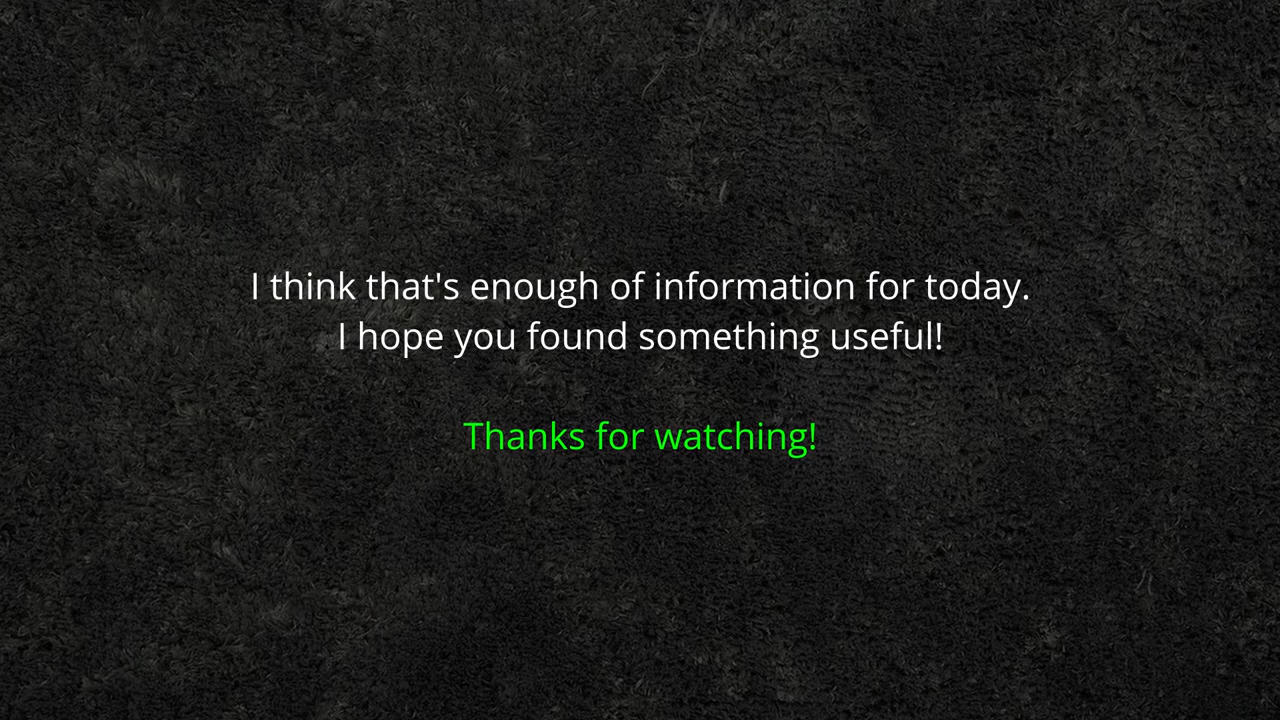 I think that's enough of information for today.
I hope you found something useful!
Thanks for watching!